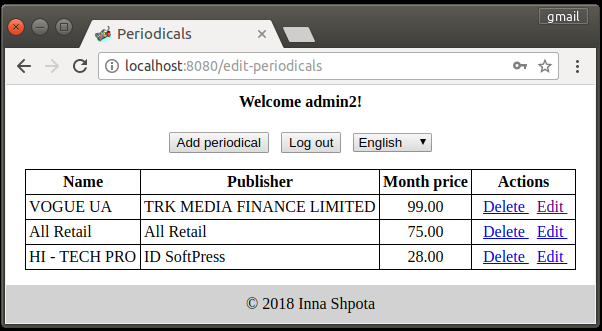 gmail
Periodicals
localhost:8080/edit-periodicals
Welcome admin2!
Add periodical Log out English
Name Publisher Month price Actions
VOGUE UA TRK MEDIA FINANCE LIMITED 99.00 Delete Edit
All Retail All Retail 75.00 Delete Edit
HI - TECH PRO ID SoftPress 28.00 Delete Edit
© 2018 Inna Shpota